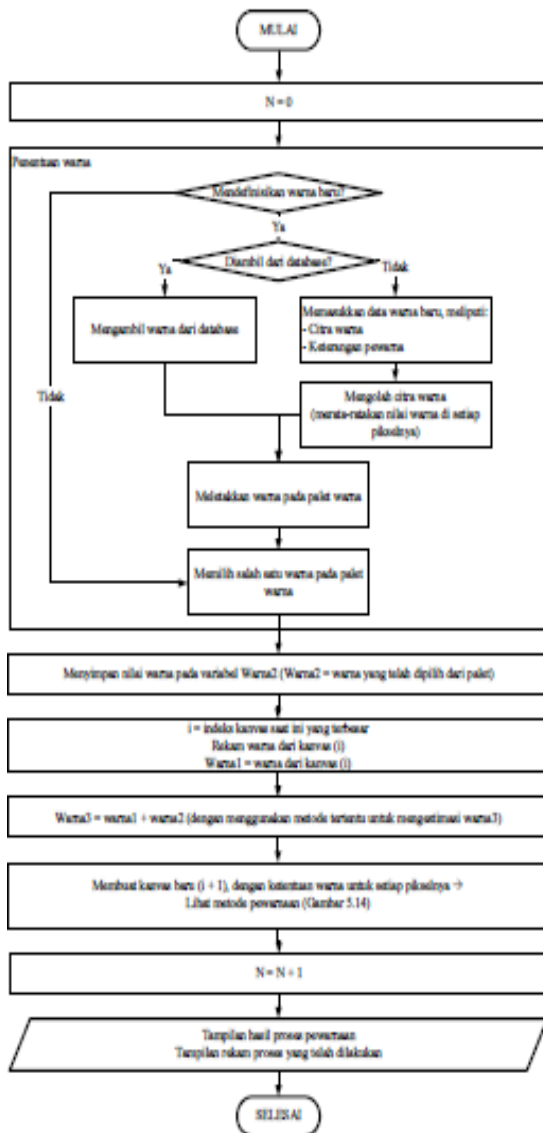 MULAI
N = 0
Penentuan warna
Mendefinisikan warna baru?
Ya
Diambil dari database?
Ya
Tidak
Mengambil warna dari database
Memasukkan data warna baru, meliputi:
- Citra warna
- Keterangan pewarna
Tidak
Mengolah citra warna
(merata-ratakan nilai warna di setiap
pikselnya)
Meletakkan warna pada palet warna
Memilih salah satu warna pada palet
warna
Menyimpan nilai warna pada variabel Warna2 (Warna2 = warna yang telah dipilih dari palet)
i = indeks kanvas saat ini yang terbesar
Rekam warna dari kanvas (i)
Warna1 = warna dari kanvas (i)
Warna3 = warna1 + warna2 (dengan menggunakan metode tertentu untuk mengestimasi warna3)
Membuat kanvas baru (i + 1), dengan ketentuan warna untuk setiap pikselnya →
Lihat metode pewarnaan (Gambar 5.14)
N = N + 1
Tampilan hasil proses pewarnaan
Tampilan rekam proses yang telah dilakukan
SELESAI